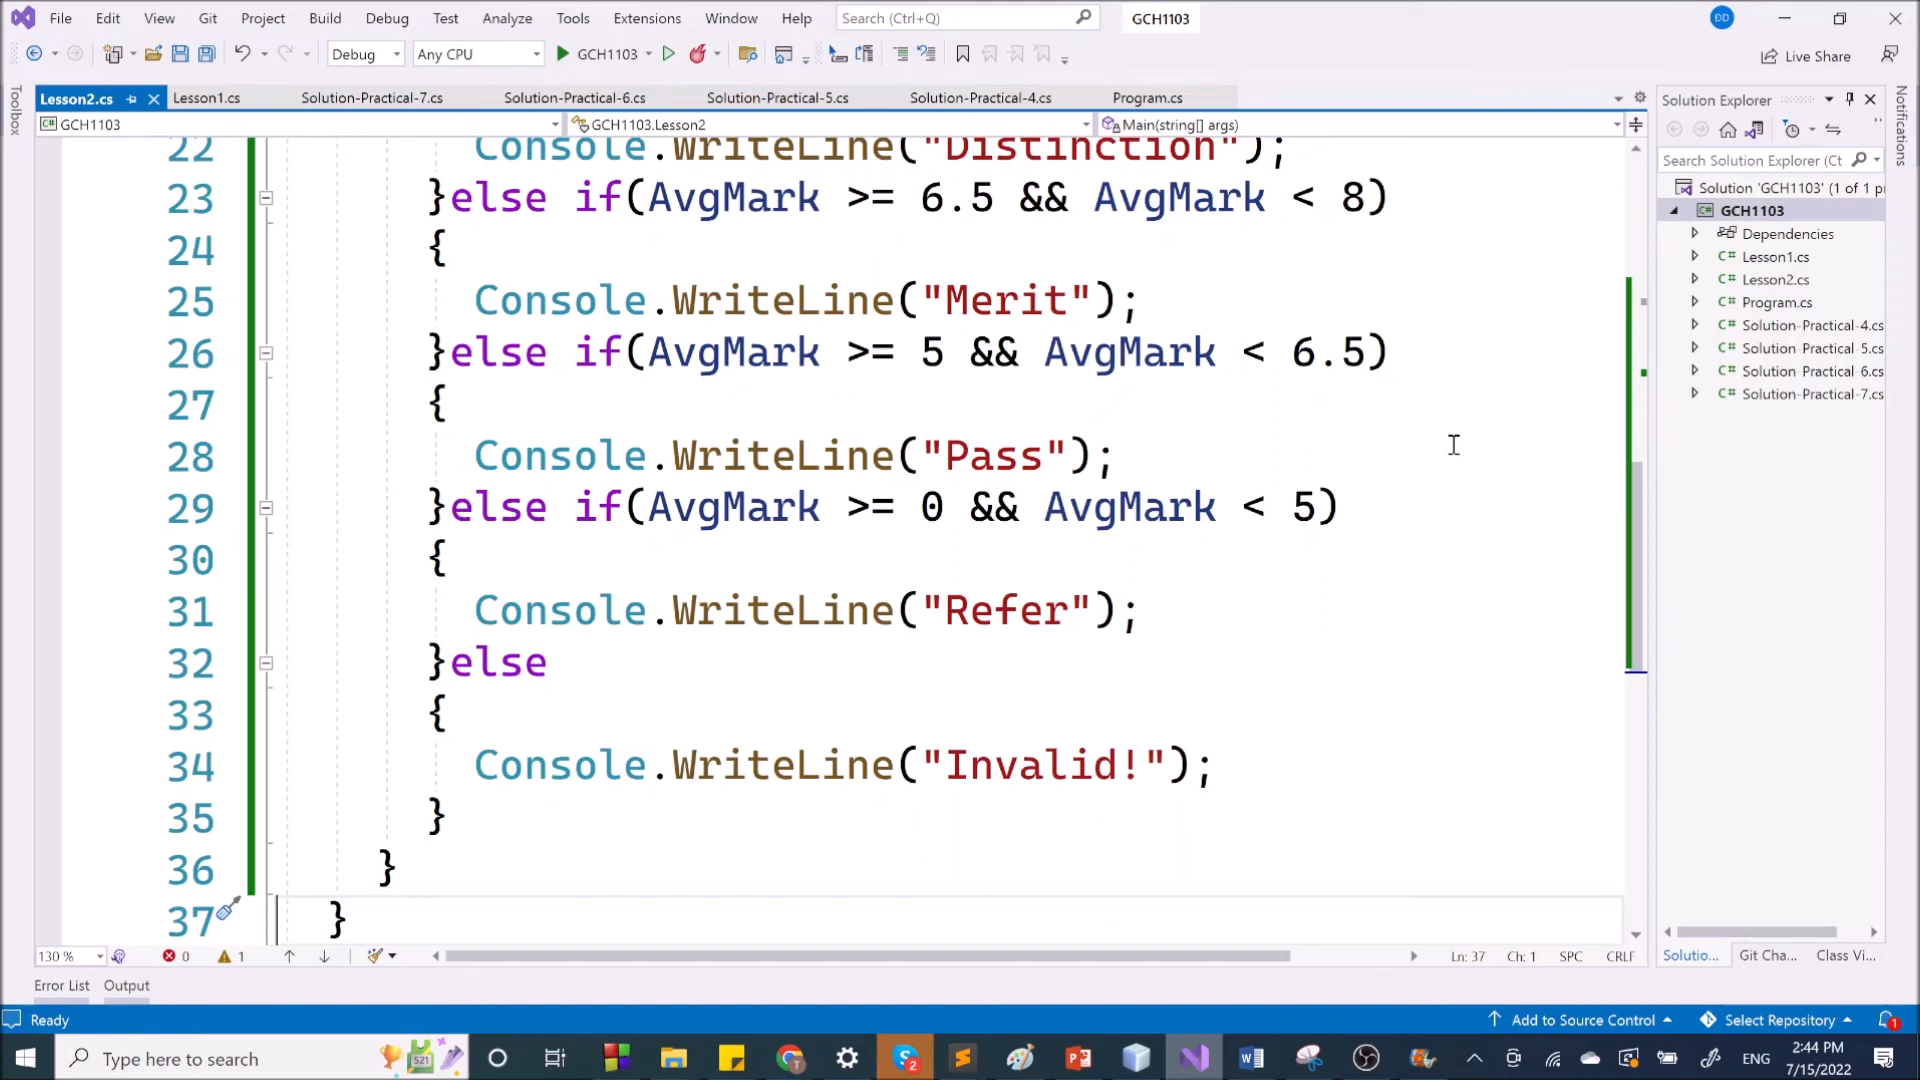 File Edit View Git Project Build Debug Test Analyze Tools Extensions Window Help Search (Ctrl+Q) GCH1103 ĐD
Debug Any CPU GCH1103 Live Share
Toolbox
Lesson2.cs Lesson1.cs Solution-Practical-7.cs Solution-Practical-6.cs Solution-Practical-5.cs Solution-Practical-4.cs Program.cs
GCH1103 GCH1103.Lesson2 Main(string[] args)
22 Console.WriteLine("Distinction");
23 }else if(AvgMark >= 6.5 && AvgMark < 8)
24 {
25 Console.WriteLine("Merit");
26 }else if(AvgMark >= 5 && AvgMark < 6.5)
27 {
28 Console.WriteLine("Pass");
29 }else if(AvgMark >= 0 && AvgMark < 5)
30 {
31 Console.WriteLine("Refer");
32 }else
33 {
34 Console.WriteLine("Invalid!");
35 }
36 }
37 }
130 % 0 1 Ln: 37 Ch: 1 SPC CRLF
Solution Explorer
Search Solution Explorer (Ct
Solution 'GCH1103' (1 of 1 pr
C# GCH1103
Dependencies
C# Lesson1.cs
C# Lesson2.cs
C# Program.cs
C# Solution-Practical-4.cs
C# Solution-Practical-5.cs
C# Solution-Practical-6.cs
C# Solution-Practical-7.cs
Solutio... Git Cha... Class Vi...
Notifications
Error List Output
Ready Add to Source Control Select Repository 1
Type here to search 521 T 2 P W ENG 2:44 PM
7/15/2022